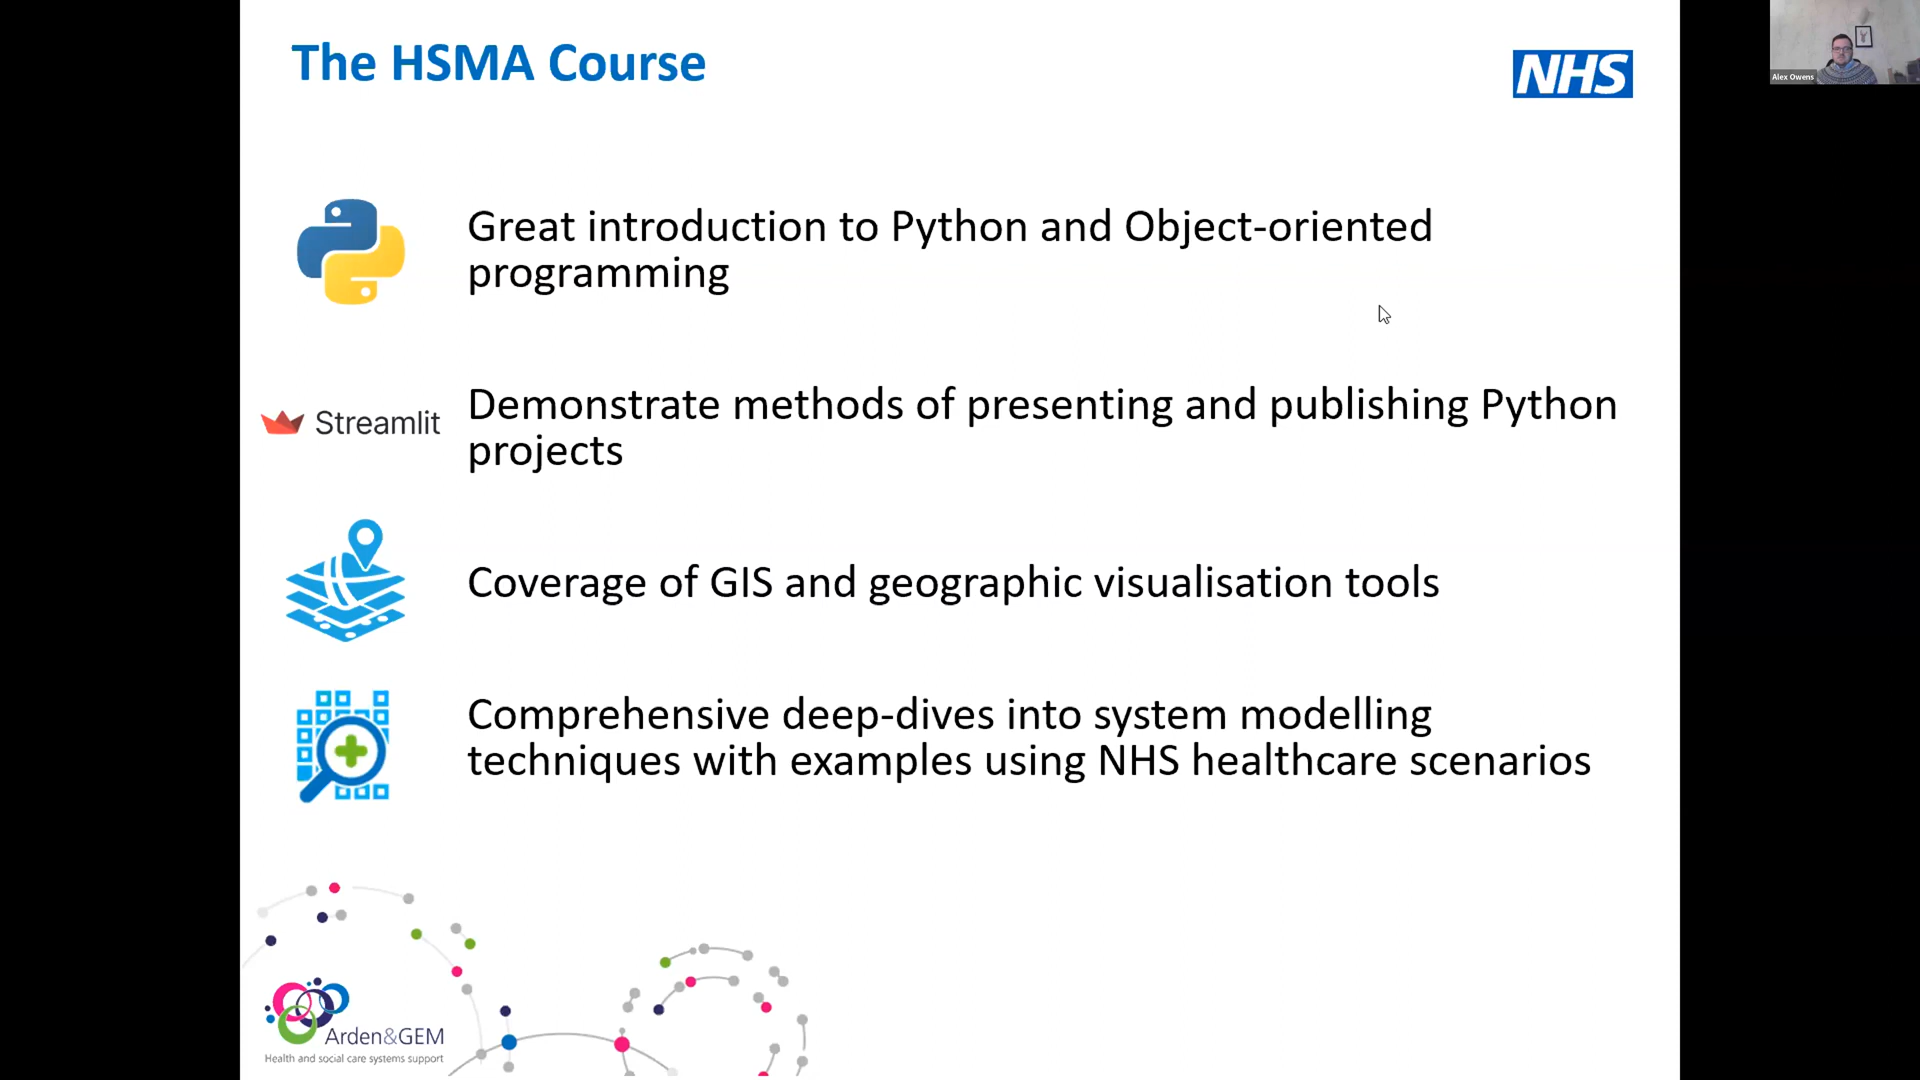 The HSMA Course
NHS
Alex Owens
Great introduction to Python and Object-oriented
programming
Streamlit
Demonstrate methods of presenting and publishing Python
projects
Coverage of GIS and geographic visualisation tools
Comprehensive deep-dives into system modelling
techniques with examples using NHS healthcare scenarios
Arden&GEM
Health and social care systems support